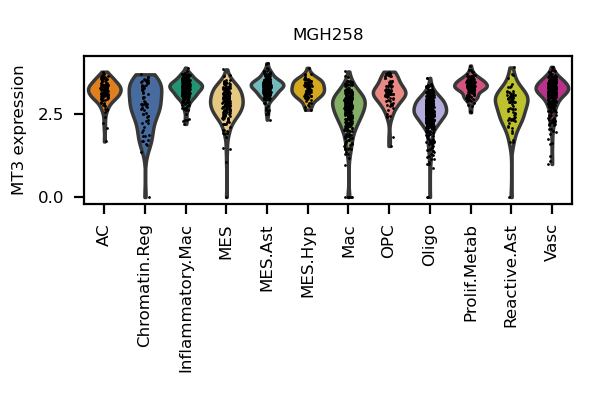 MGH258
MT3 expression
2.5
0.0
AC
Chromatin.Reg
Inflammatory.Mac
MES
MES.Ast
MES.Hyp
Mac
OPC
Oligo
Prolif.Metab
Reactive.Ast
Vasc